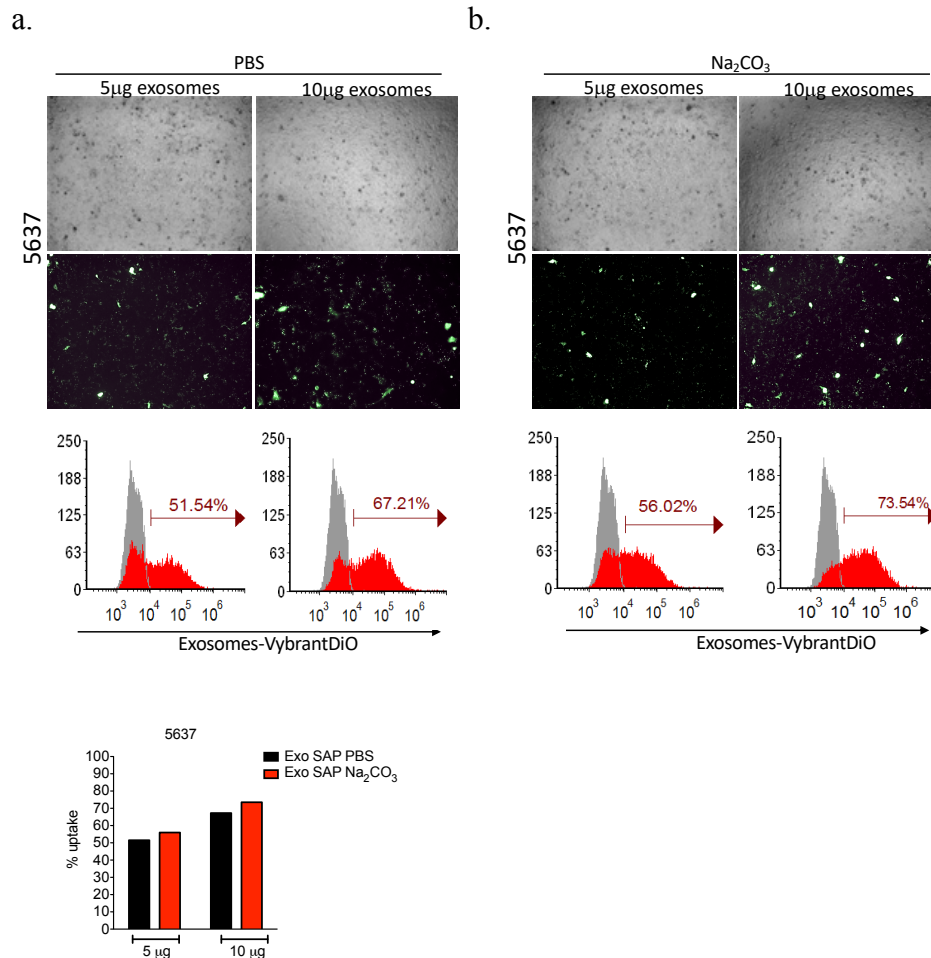 a.
PBS
5µg exosomes
10µg exosomes
5637
250
188
125
63
0
51.54%
10³ 10⁴ 10⁵ 10⁶
250
188
125
63
0
67.21%
10³ 10⁴ 10⁵ 10⁶
Exosomes-VybrantDiO
b.
Na₂CO₃
5µg exosomes
10µg exosomes
5637
250
188
125
63
0
56.02%
10³ 10⁴ 10⁵ 10⁶
250
188
125
63
0
73.54%
10³ 10⁴ 10⁵ 10⁶
Exosomes-VybrantDiO
5637
Exo SAP PBS
Exo SAP Na₂CO₃
% uptake
100
90
80
70
60
50
40
30
20
10
0
5 µg
10 µg